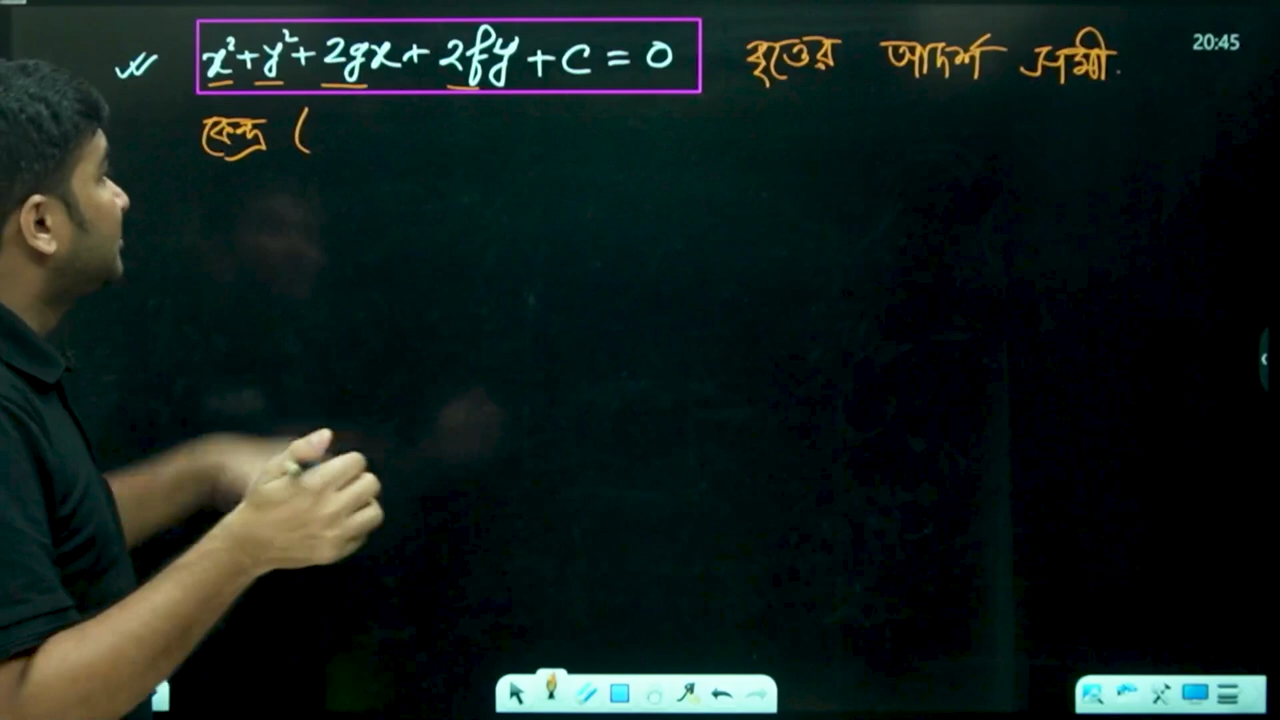 x² + y² + 2gx + 2fy + c = 0 বৃত্তের আদর্শ সমী. 20:45
কেন্দ্র (